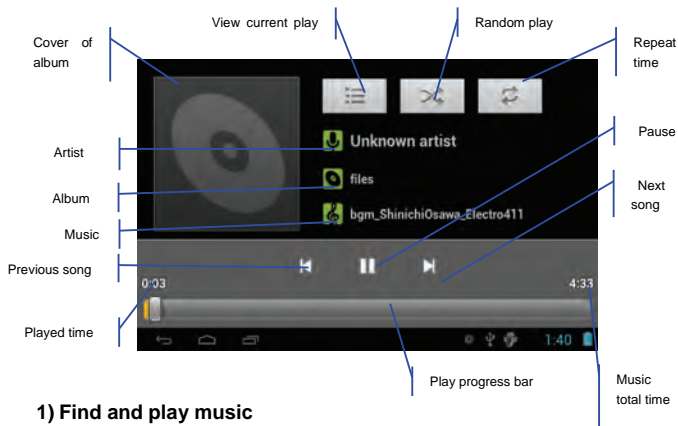 View current play
Random play
Cover of
album
Repeat
time
Pause
Artist
Unknown artist
Album
files
Next
song
Music
bgm_ShinichiOsawa_Electro411
Previous song
0:03
4:33
Played time
1:40
Play progress bar
Music
total time
1) Find and play music